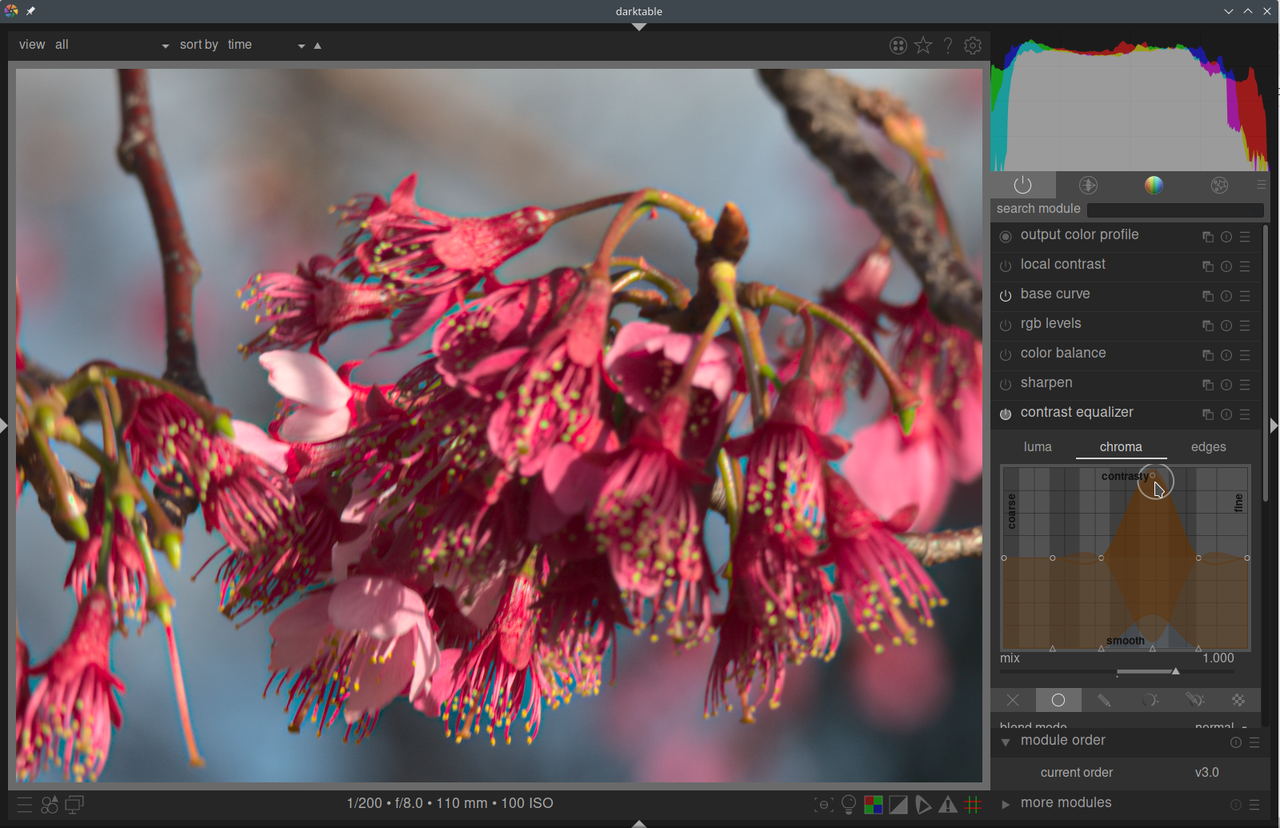 darktable
view all sort by time
search module
output color profile
local contrast
base curve
rgb levels
color balance
sharpen
contrast equalizer
luma chroma edges
contrasty
coarse
fine
smooth
mix 1.000
blend mode normal
module order
current order v3.0
1/200 • f/8.0 • 110 mm • 100 ISO
more modules